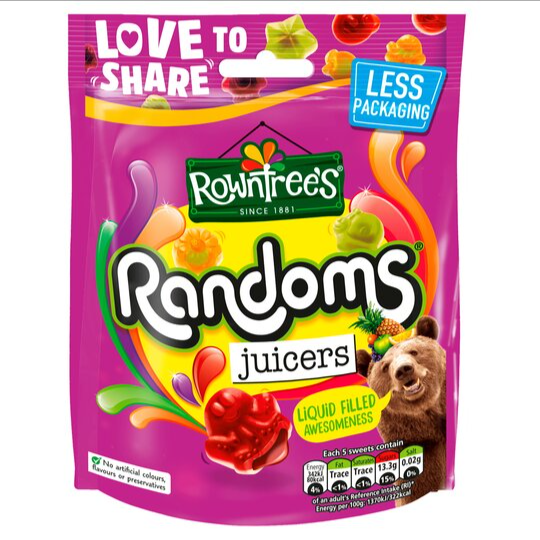 LOVE TO
SHARE
LESS
PACKAGING
ROWNTREE'S®
SINCE 1881
RANDOMS®
juicers
LIQUID FILLED
AWESOMENESS
Each 5 sweets contain
Energy
342kJ
80kcal
4%
Fat
Trace
<1%
Saturates
Trace
<1%
Sugars
13.3g
15%
Salt
0.02g
0%
of an adult's Reference Intake (RI)*
Energy per 100g: 1370kJ/322kcal
No artificial colours,
flavours or preservatives